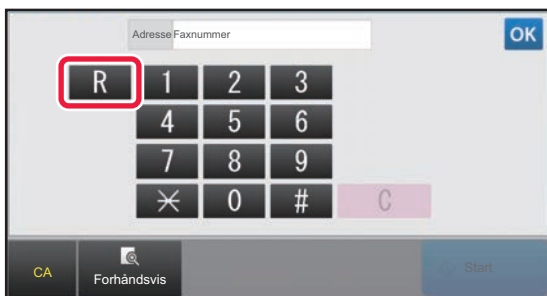 Adresse Faxnummer
OK
R 1 2 3
4 5 6
7 8 9
* 0 # C
CA
Forhåndsvis
Start